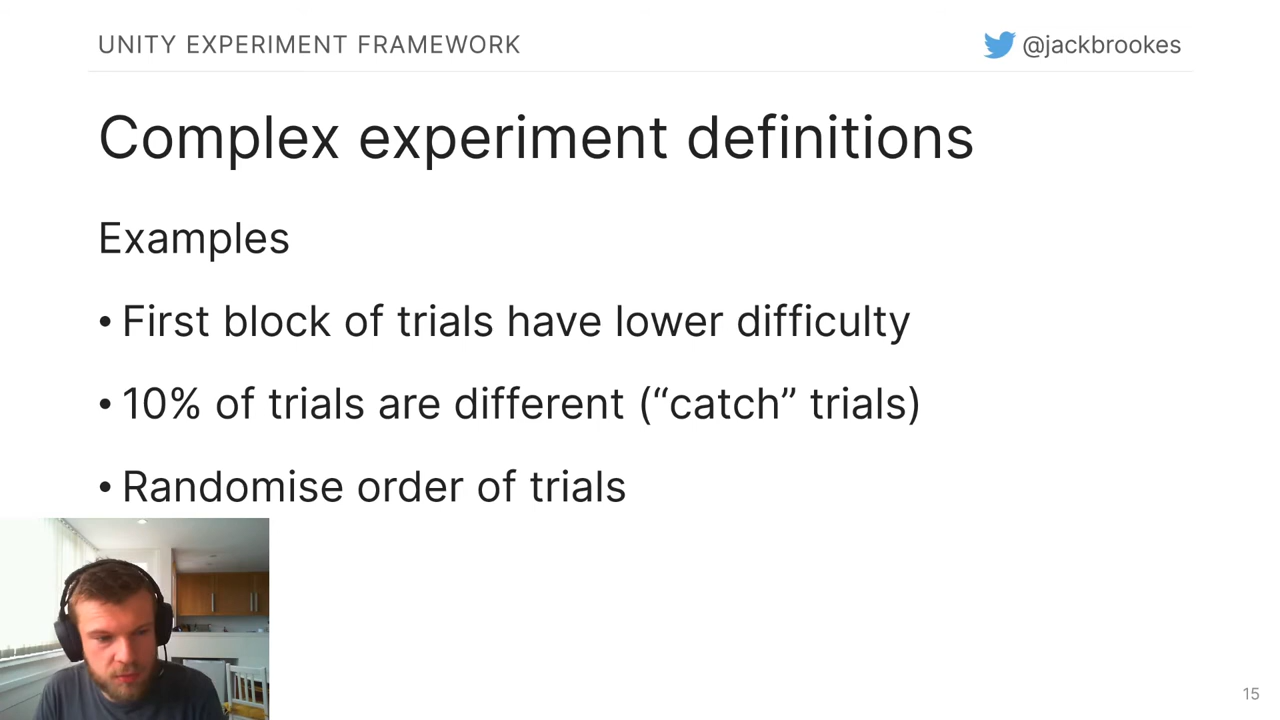 UNITY EXPERIMENT FRAMEWORK
@jackbrookes
Complex experiment definitions
Examples
• First block of trials have lower difficulty
• 10% of trials are different (“catch” trials)
• Randomise order of trials
15